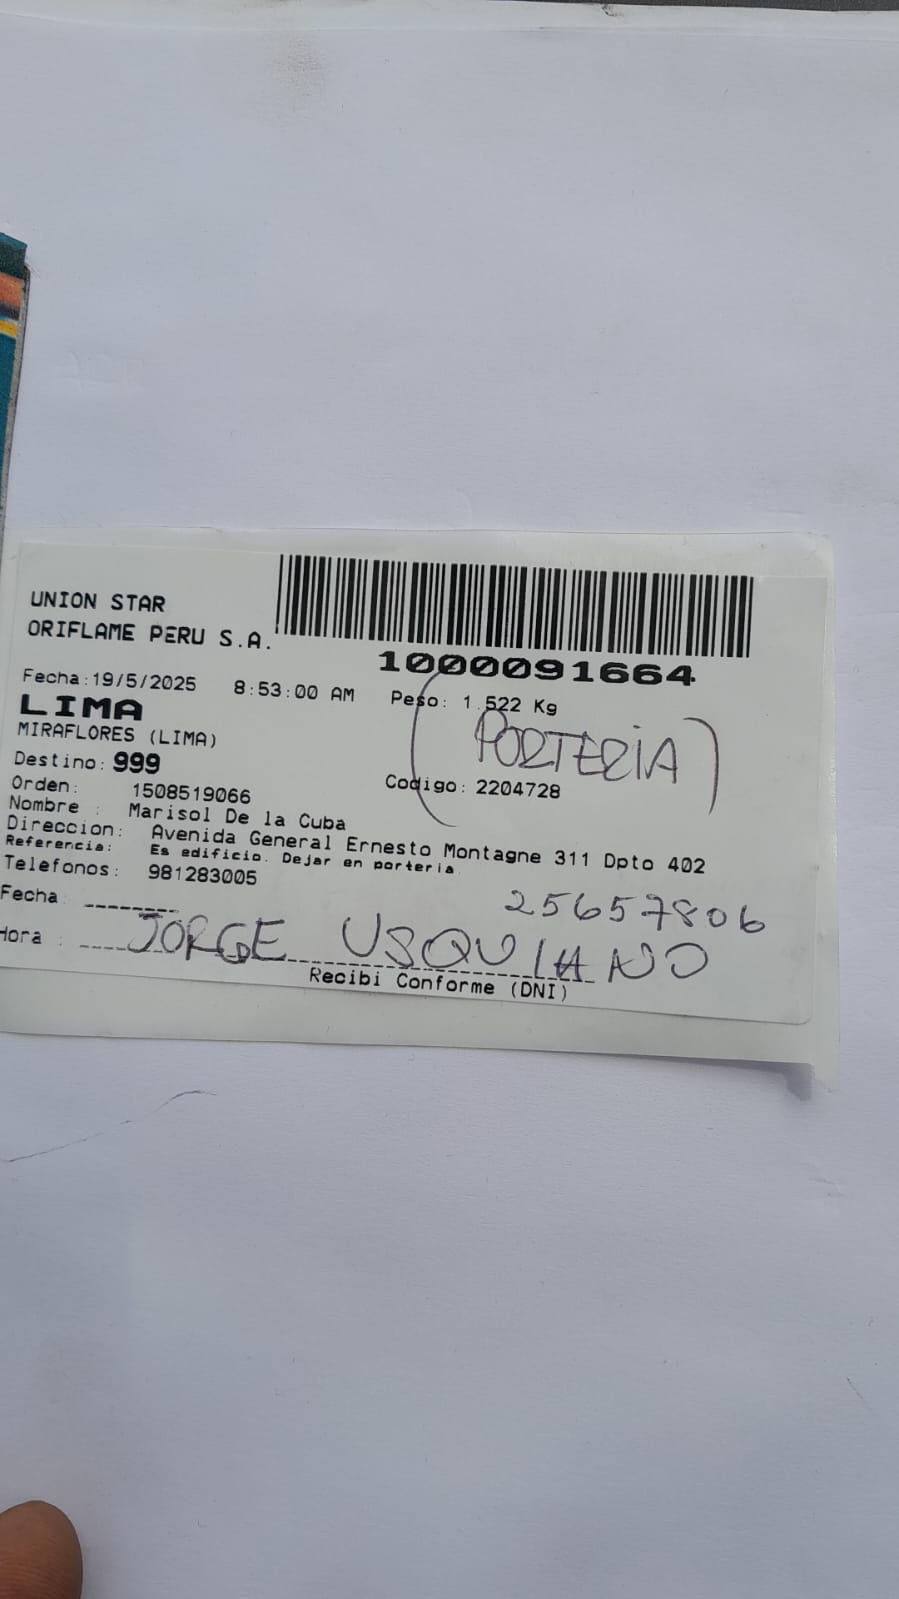 UNION STAR
ORIFLAME PERU S.A.
1000091664
Fecha:19/5/2025 8:53:00 AM Peso: 1.522 Kg
LIMA
MIRAFLORES (LIMA)
(PORTERIA)
Destino: 999
Codigo: 2204728
Orden: 1508519066
Nombre : Marisol De la Cuba
Direccion: Avenida General Ernesto Montagne 311 Dpto 402
Referencia: Es edificio. Dejar en porteria.
Telefonos: 981283005
Fecha :
25657806
Hora : JORGE USQUIANO
Recibi Conforme (DNI)